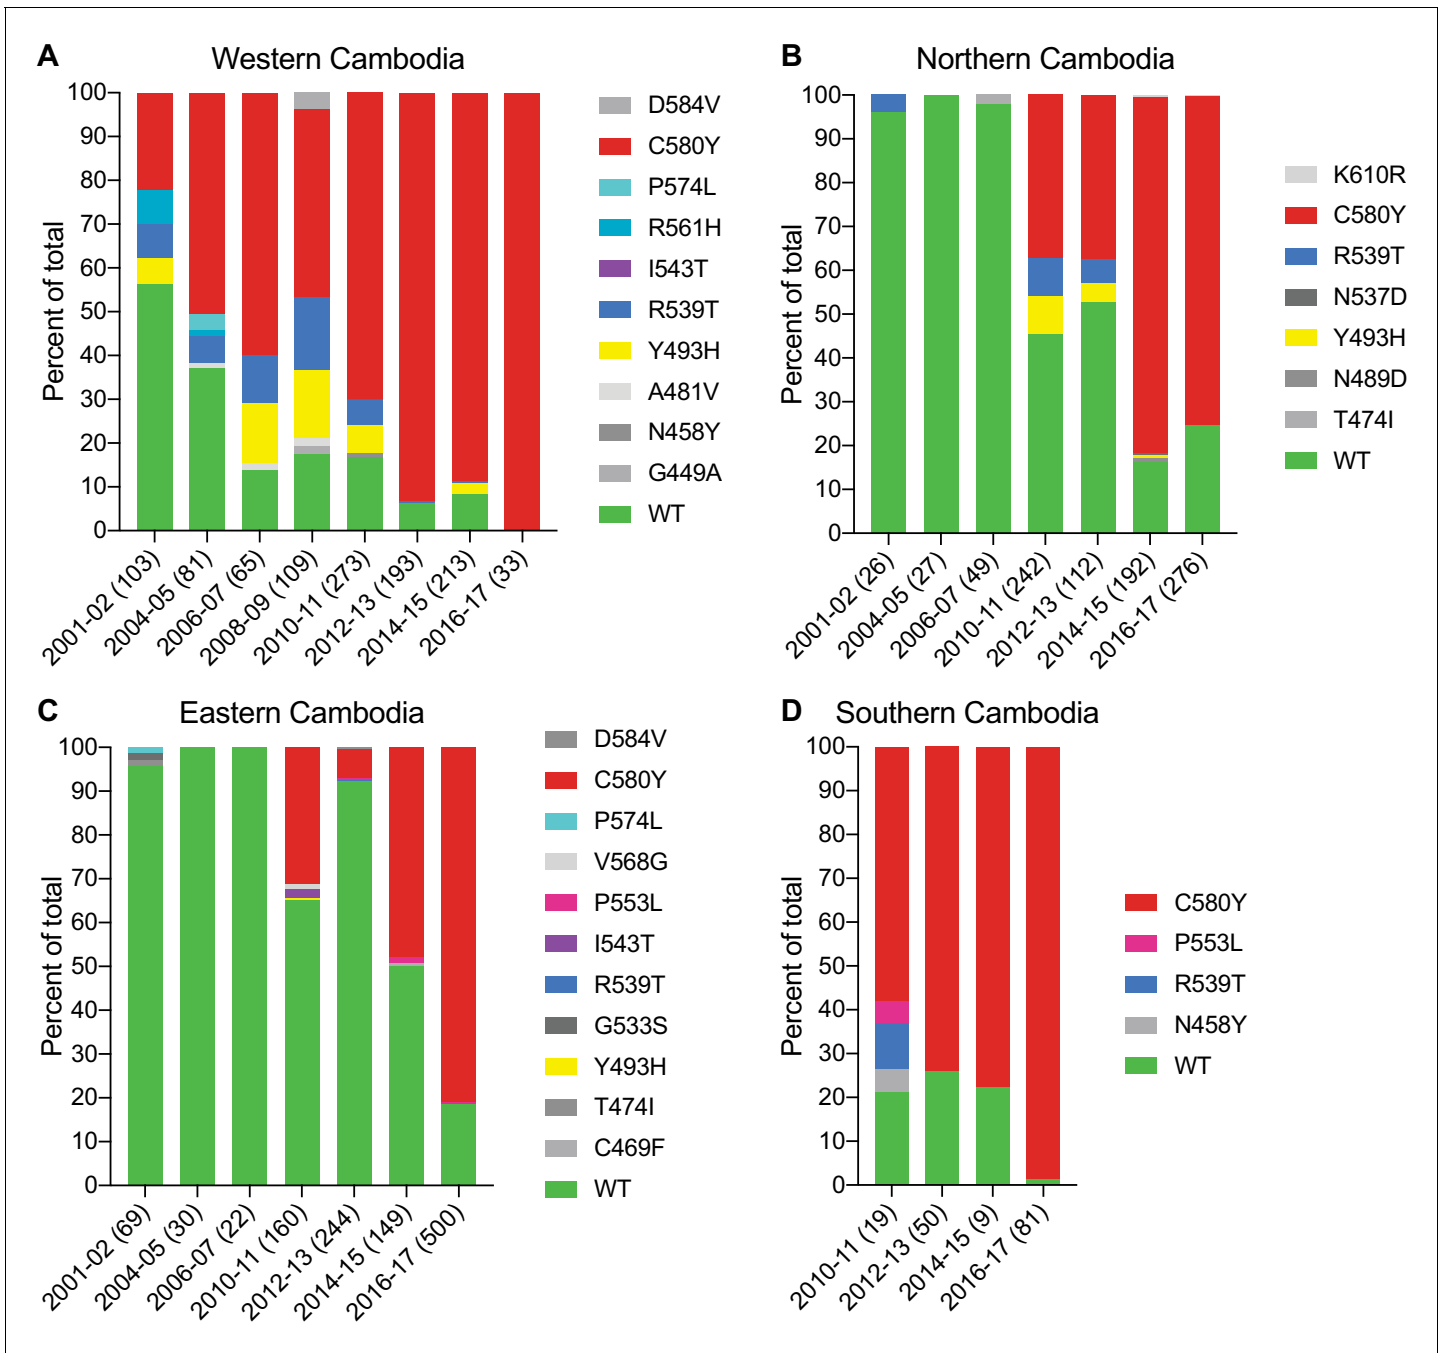 A Western Cambodia
Percent of total
100
90
80
70
60
50
40
30
20
10
0
2001-02 (103)
2004-05 (81)
2006-07 (65)
2008-09 (109)
2010-11 (273)
2012-13 (193)
2014-15 (213)
2016-17 (33)
D584V
C580Y
P574L
R561H
I543T
R539T
Y493H
A481V
N458Y
G449A
WT
B Northern Cambodia
Percent of total
100
90
80
70
60
50
40
30
20
10
0
2001-02 (26)
2004-05 (27)
2006-07 (49)
2010-11 (242)
2012-13 (112)
2014-15 (192)
2016-17 (276)
K610R
C580Y
R539T
N537D
Y493H
N489D
T474I
WT
C Eastern Cambodia
Percent of total
100
90
80
70
60
50
40
30
20
10
0
2001-02 (69)
2004-05 (30)
2006-07 (22)
2010-11 (160)
2012-13 (244)
2014-15 (149)
2016-17 (500)
D584V
C580Y
P574L
V568G
P553L
I543T
R539T
G533S
Y493H
T474I
C469F
WT
D Southern Cambodia
Percent of total
100
90
80
70
60
50
40
30
20
10
0
2010-11 (19)
2012-13 (50)
2014-15 (9)
2016-17 (81)
C580Y
P553L
R539T
N458Y
WT